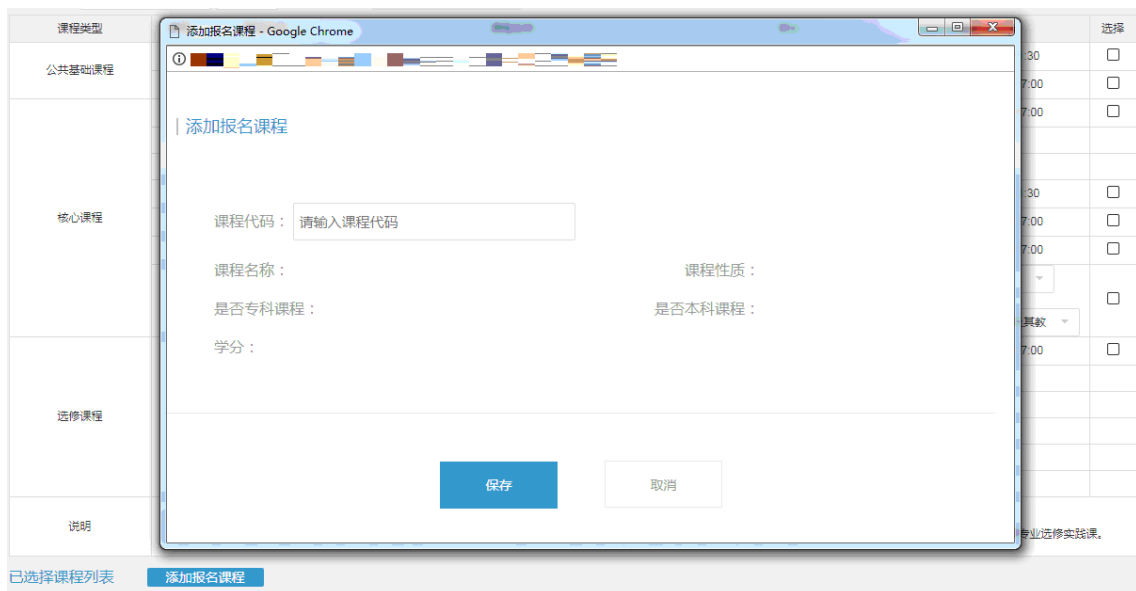 课程类型
选择
添加报名课程 - Google Chrome
公共基础课程
:30
7:00
7:00
添加报名课程
:30
核心课程
7:00
课程代码： 请输入课程代码
7:00
课程名称： 课程性质：
是否专科课程： 是否本科课程：
其教
学分：
7:00
选修课程
保存 取消
说明
专业选修实践课。
已选择课程列表 添加报名课程